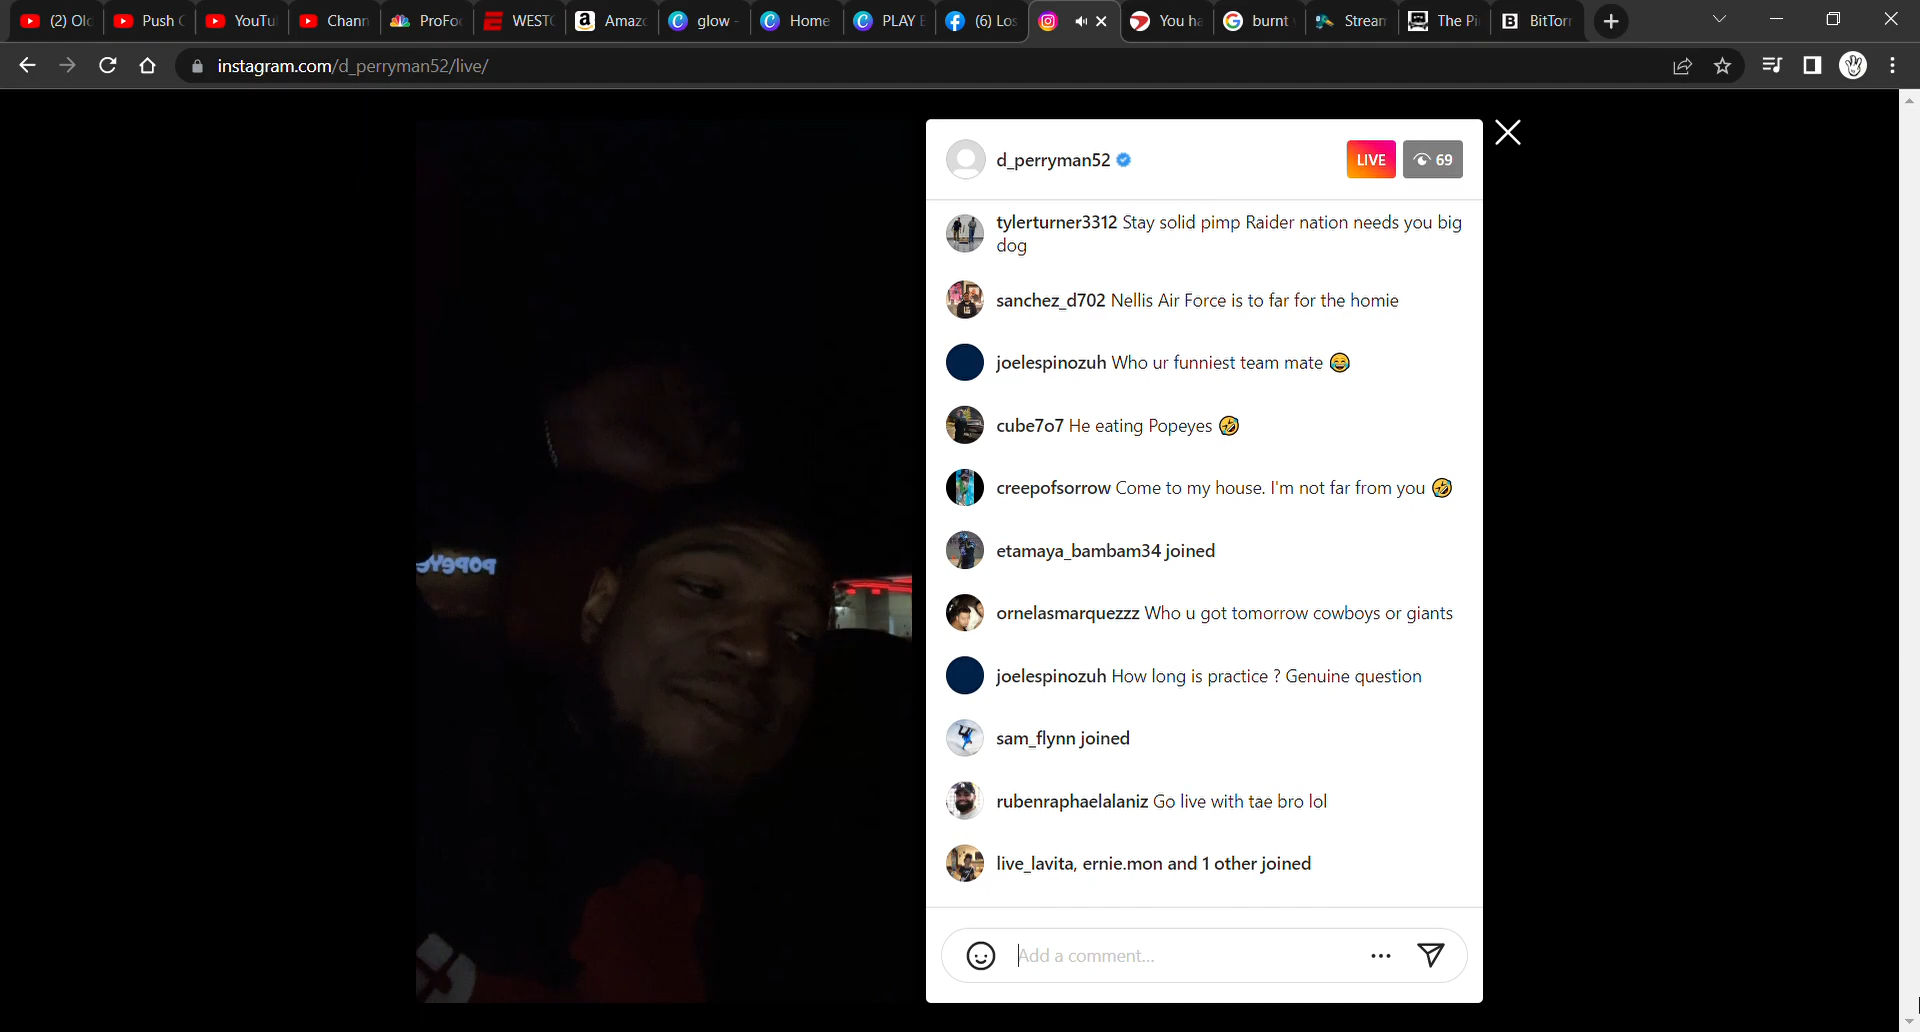 (2) Ol
Push
YouTu
Chann
ProFo
WEST
Amaz
glow
Home
PLAY
(6) Los
You ha
burnt
Stream
The Pi
BitTorr
instagram.com/d_perryman52/live/
d_perryman52
LIVE
69
tylerturner3312 Stay solid pimp Raider nation needs you big
dog
sanchez_d702 Nellis Air Force is to far for the homie
joelespinozuh Who ur funniest team mate 😂
cube7o7 He eating Popeyes 🤣
creepofsorrow Come to my house. I'm not far from you 🤣
etamaya_bambam34 joined
POPEYE
ornelasmarquezzz Who u got tomorrow cowboys or giants
joelespinozuh How long is practice ? Genuine question
sam_flynn joined
rubenraphaelalaniz Go live with tae bro lol
live_lavita, ernie.mon and 1 other joined
Add a comment...